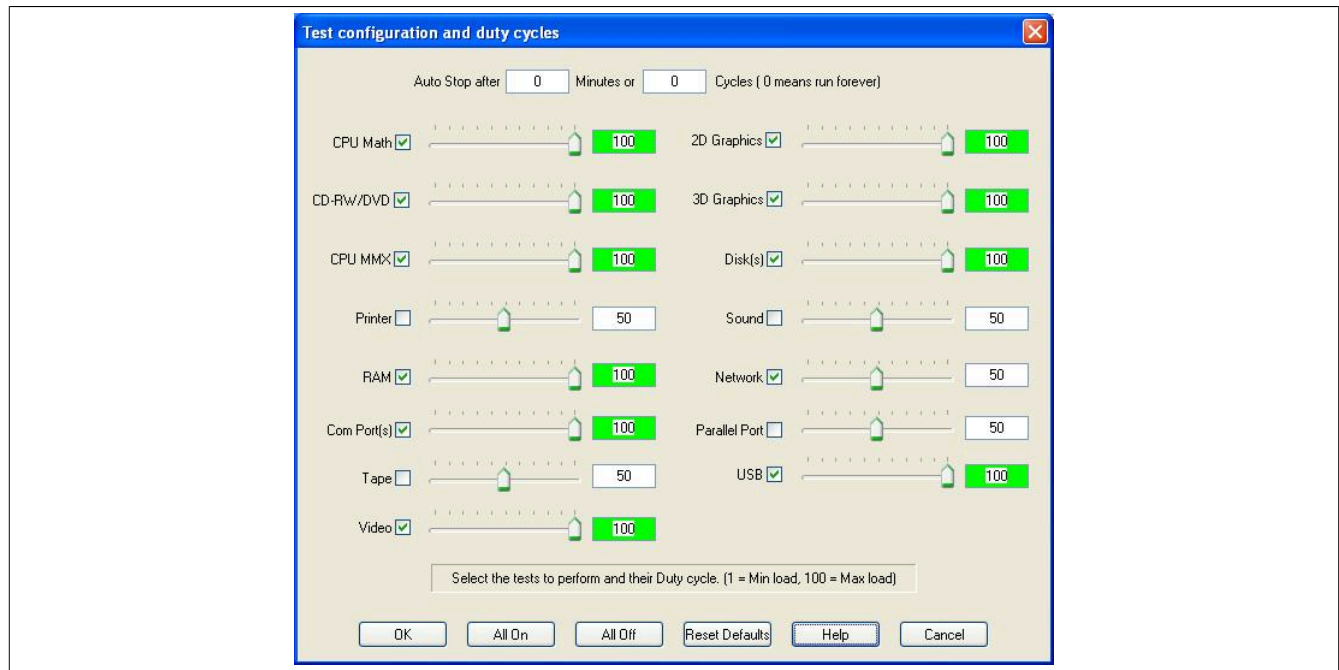 Test configuration and duty cycles
Auto Stop after 0 Minutes or 0 Cycles ( 0 means run forever)
CPU Math 100 2D Graphics 100
CD-RW/DVD 100 3D Graphics 100
CPU MMX 100 Disk(s) 100
Printer 50 Sound 50
RAM 100 Network 50
Com Port(s) 100 Parallel Port 50
Tape 50 USB 100
Video 100
Select the tests to perform and their Duty cycle. (1 = Min load, 100 = Max load)
OK All On All Off Reset Defaults Help Cancel